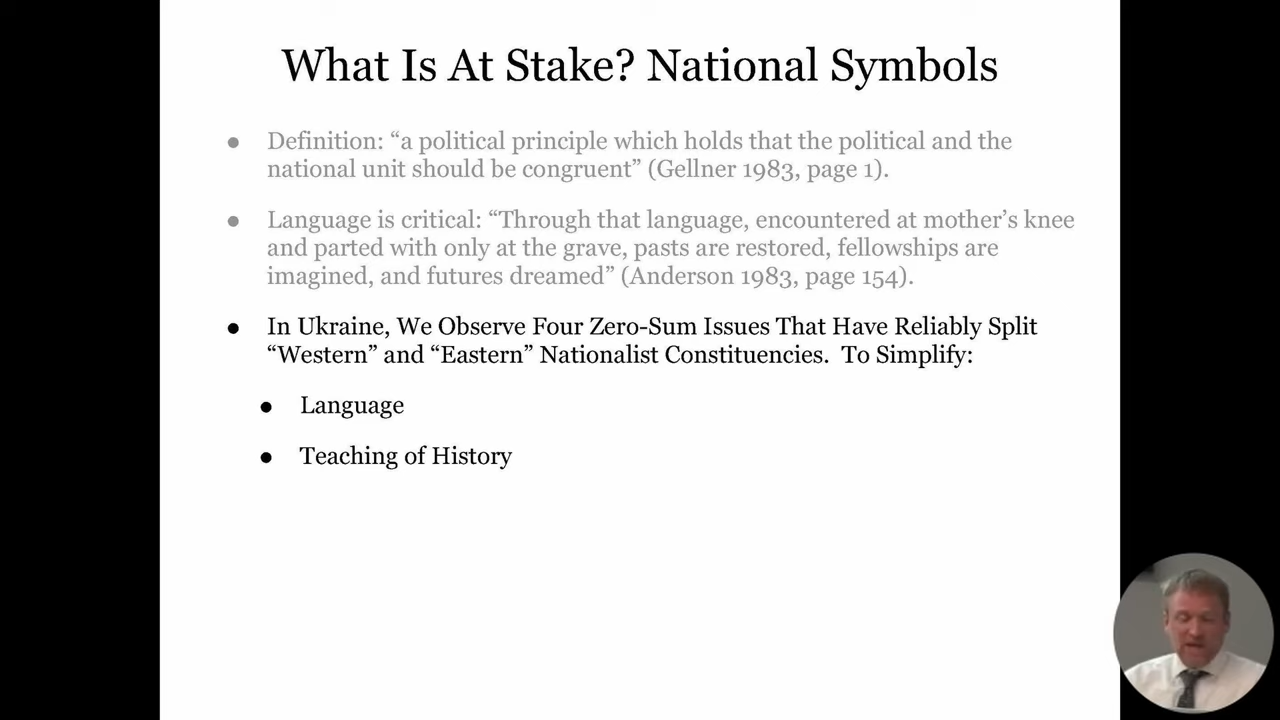 What Is At Stake? National Symbols
● Definition: “a political principle which holds that the political and the
national unit should be congruent” (Gellner 1983, page 1).
● Language is critical: “Through that language, encountered at mother’s knee
and parted with only at the grave, pasts are restored, fellowships are
imagined, and futures dreamed” (Anderson 1983, page 154).
● In Ukraine, We Observe Four Zero-Sum Issues That Have Reliably Split
“Western” and “Eastern” Nationalist Constituencies.  To Simplify:
● Language
● Teaching of History